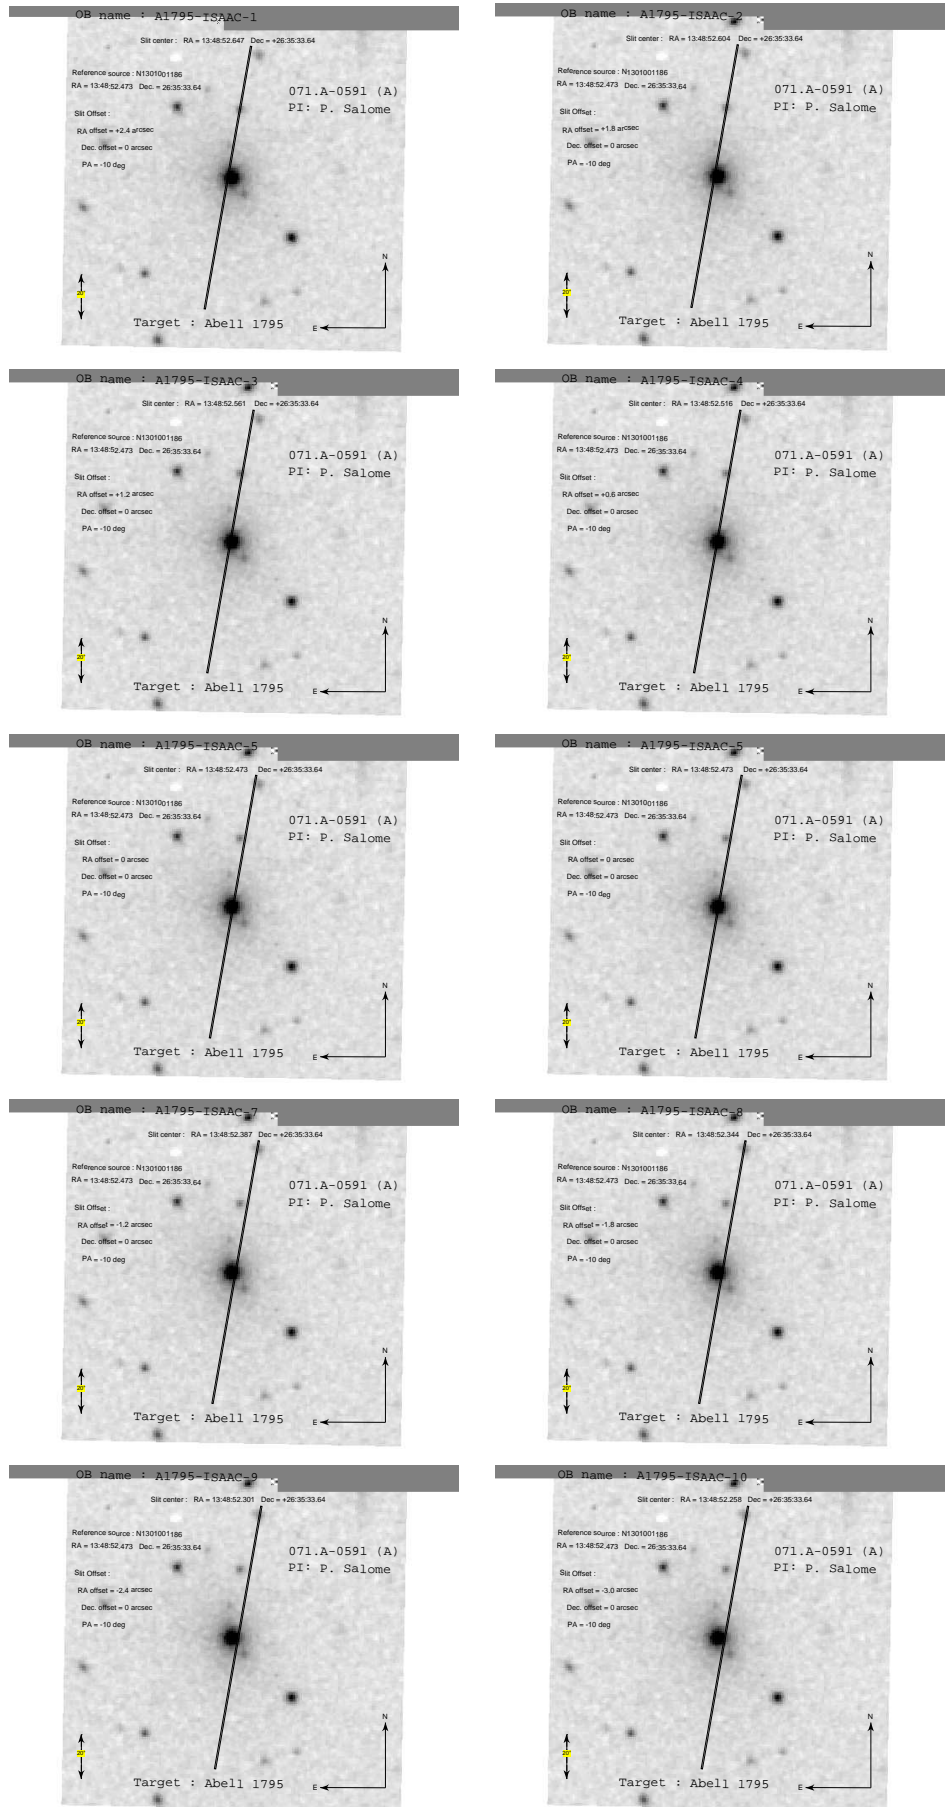 OB name : A1795-ISAAC-1
Slit center : RA = 13:48:52.647 Dec = +26:35:33.64
Reference source : N1301001186
RA = 13:48:52.473 Dec. = 26:35:33.64
071.A-0591 (A)
PI: P. Salome
Slit Offset :
RA offset = +2.4 arcsec
Dec. offset = 0 arcsec
PA = -10 deg
N
20"
Target : Abell 1795
E
OB name : A1795-ISAAC-2
Slit center : RA = 13:48:52.604 Dec = +26:35:33.64
Reference source : N1301001186
RA = 13:48:52.473 Dec. = 26:35:33.64
071.A-0591 (A)
PI: P. Salome
Slit Offset :
RA offset = +1.8 arcsec
Dec. offset = 0 arcsec
PA = -10 deg
N
20"
Target : Abell 1795
E
OB name : A1795-ISAAC-3
Slit center : RA = 13:48:52.561 Dec = +26:35:33.64
Reference source : N1301001186
RA = 13:48:52.473 Dec. = 26:35:33.64
071.A-0591 (A)
PI: P. Salome
Slit Offset :
RA offset = +1.2 arcsec
Dec. offset = 0 arcsec
PA = -10 deg
N
20"
Target : Abell 1795
E
OB name : A1795-ISAAC-4
Slit center : RA = 13:48:52.516 Dec = +26:35:33.64
Reference source : N1301001186
RA = 13:48:52.473 Dec. = 26:35:33.64
071.A-0591 (A)
PI: P. Salome
Slit Offset :
RA offset = +0.6 arcsec
Dec. offset = 0 arcsec
PA = -10 deg
N
20"
Target : Abell 1795
E
OB name : A1795-ISAAC-5
Slit center : RA = 13:48:52.473 Dec = +26:35:33.64
Reference source : N1301001186
RA = 13:48:52.473 Dec. = 26:35:33.64
071.A-0591 (A)
PI: P. Salome
Slit Offset :
RA offset = 0 arcsec
Dec. offset = 0 arcsec
PA = -10 deg
N
20"
Target : Abell 1795
E
OB name : A1795-ISAAC-5
Slit center : RA = 13:48:52.473 Dec = +26:35:33.64
Reference source : N1301001186
RA = 13:48:52.473 Dec. = 26:35:33.64
071.A-0591 (A)
PI: P. Salome
Slit Offset :
RA offset = 0 arcsec
Dec. offset = 0 arcsec
PA = -10 deg
N
20"
Target : Abell 1795
E
OB name : A1795-ISAAC-7
Slit center : RA = 13:48:52.387 Dec = +26:35:33.64
Reference source : N1301001186
RA = 13:48:52.473 Dec. = 26:35:33.64
071.A-0591 (A)
PI: P. Salome
Slit Offset :
RA offset = -1.2 arcsec
Dec. offset = 0 arcsec
PA = -10 deg
N
20"
Target : Abell 1795
E
OB name : A1795-ISAAC-8
Slit center : RA = 13:48:52.344 Dec = +26:35:33.64
Reference source : N1301001186
RA = 13:48:52.473 Dec. = 26:35:33.64
071.A-0591 (A)
PI: P. Salome
Slit Offset :
RA offset = -1.8 arcsec
Dec. offset = 0 arcsec
PA = -10 deg
N
20"
Target : Abell 1795
E
OB name : A1795-ISAAC-9
Slit center : RA = 13:48:52.301 Dec = +26:35:33.64
Reference source : N1301001186
RA = 13:48:52.473 Dec. = 26:35:33.64
071.A-0591 (A)
PI: P. Salome
Slit Offset :
RA offset = -2.4 arcsec
Dec. offset = 0 arcsec
PA = -10 deg
N
20"
Target : Abell 1795
E
OB name : A1795-ISAAC-10
Slit center : RA = 13:48:52.258 Dec = +26:35:33.64
Reference source : N1301001186
RA = 13:48:52.473 Dec. = 26:35:33.64
071.A-0591 (A)
PI: P. Salome
Slit Offset :
RA offset = -3.0 arcsec
Dec. offset = 0 arcsec
PA = -10 deg
N
20"
Target : Abell 1795
E